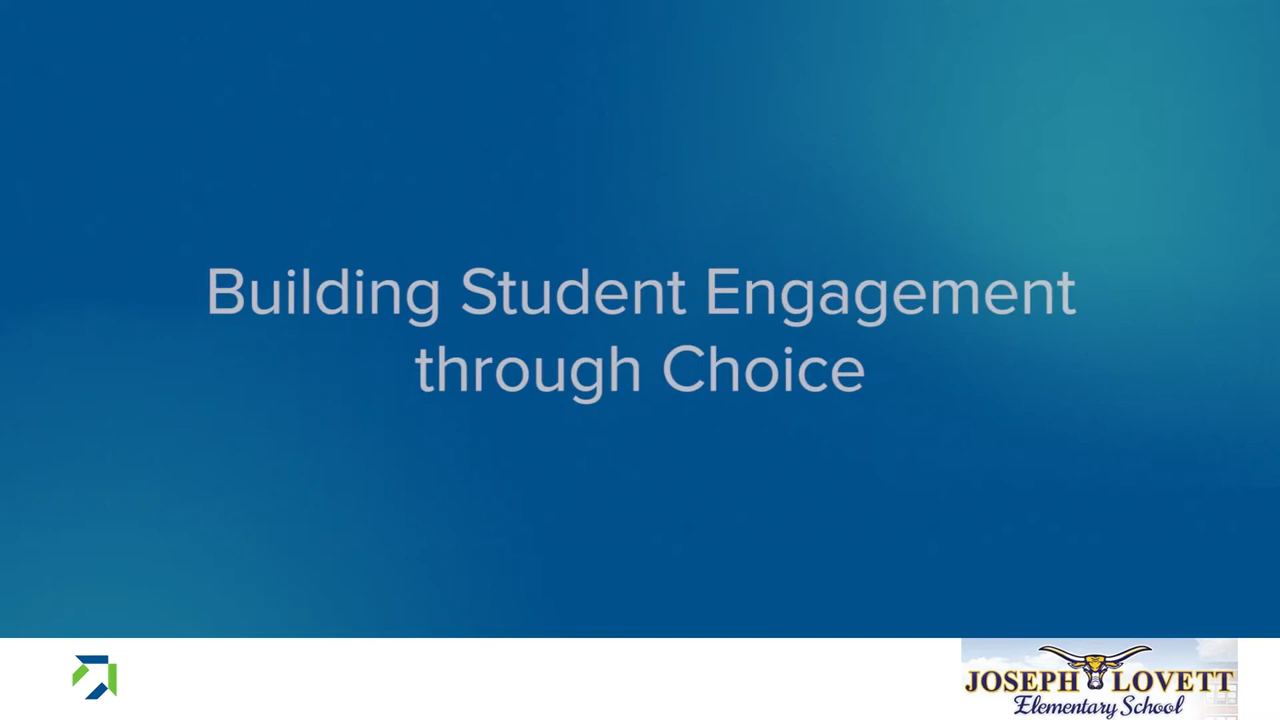 Building Student Engagement
through Choice
JOSEPH LOVETT
Elementary School